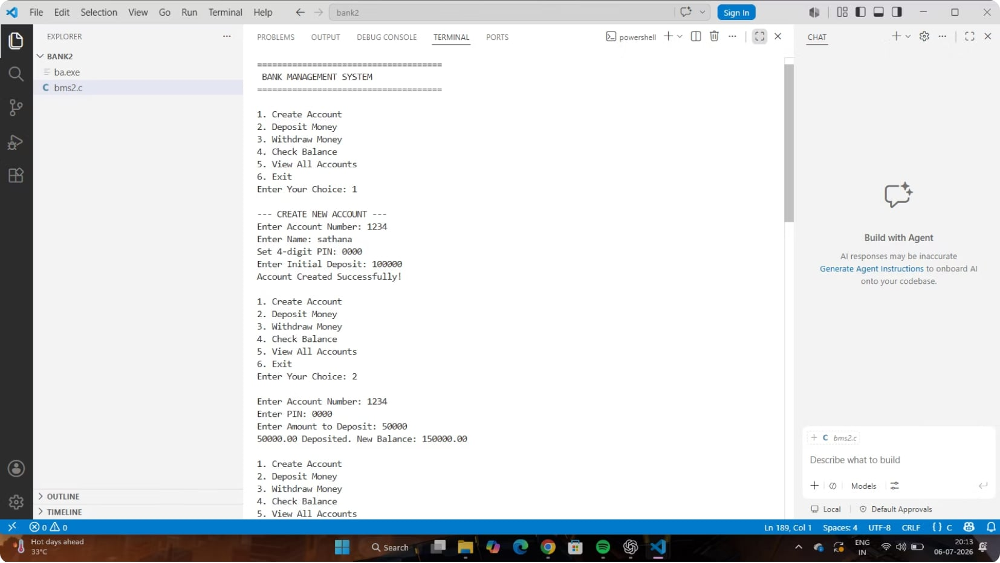 File Edit Selection View Go Run Terminal Help
bank2
Sign In
EXPLORER
BANK2
ba.exe
C bms2.c
OUTLINE
TIMELINE
PROBLEMS OUTPUT DEBUG CONSOLE TERMINAL PORTS
powershell
=====================================
BANK MANAGEMENT SYSTEM
=====================================
1. Create Account
2. Deposit Money
3. Withdraw Money
4. Check Balance
5. View All Accounts
6. Exit
Enter Your Choice: 1
--- CREATE NEW ACCOUNT ---
Enter Account Number: 1234
Enter Name: sathana
Set 4-digit PIN: 0000
Enter Initial Deposit: 100000
Account Created Successfully!
1. Create Account
2. Deposit Money
3. Withdraw Money
4. Check Balance
5. View All Accounts
6. Exit
Enter Your Choice: 2
Enter Account Number: 1234
Enter PIN: 0000
Enter Amount to Deposit: 50000
50000.00 Deposited. New Balance: 150000.00
1. Create Account
2. Deposit Money
3. Withdraw Money
4. Check Balance
5. View All Accounts
CHAT
Build with Agent
AI responses may be inaccurate
Generate Agent Instructions to onboard AI
onto your codebase.
C bms2.c
Describe what to build
Models
Local Default Approvals
0 0
Ln 189, Col 1 Spaces: 4 UTF-8 CRLF {} C
Hot days ahead
33°C
Search
ENG
IN
20:13
06-07-2026